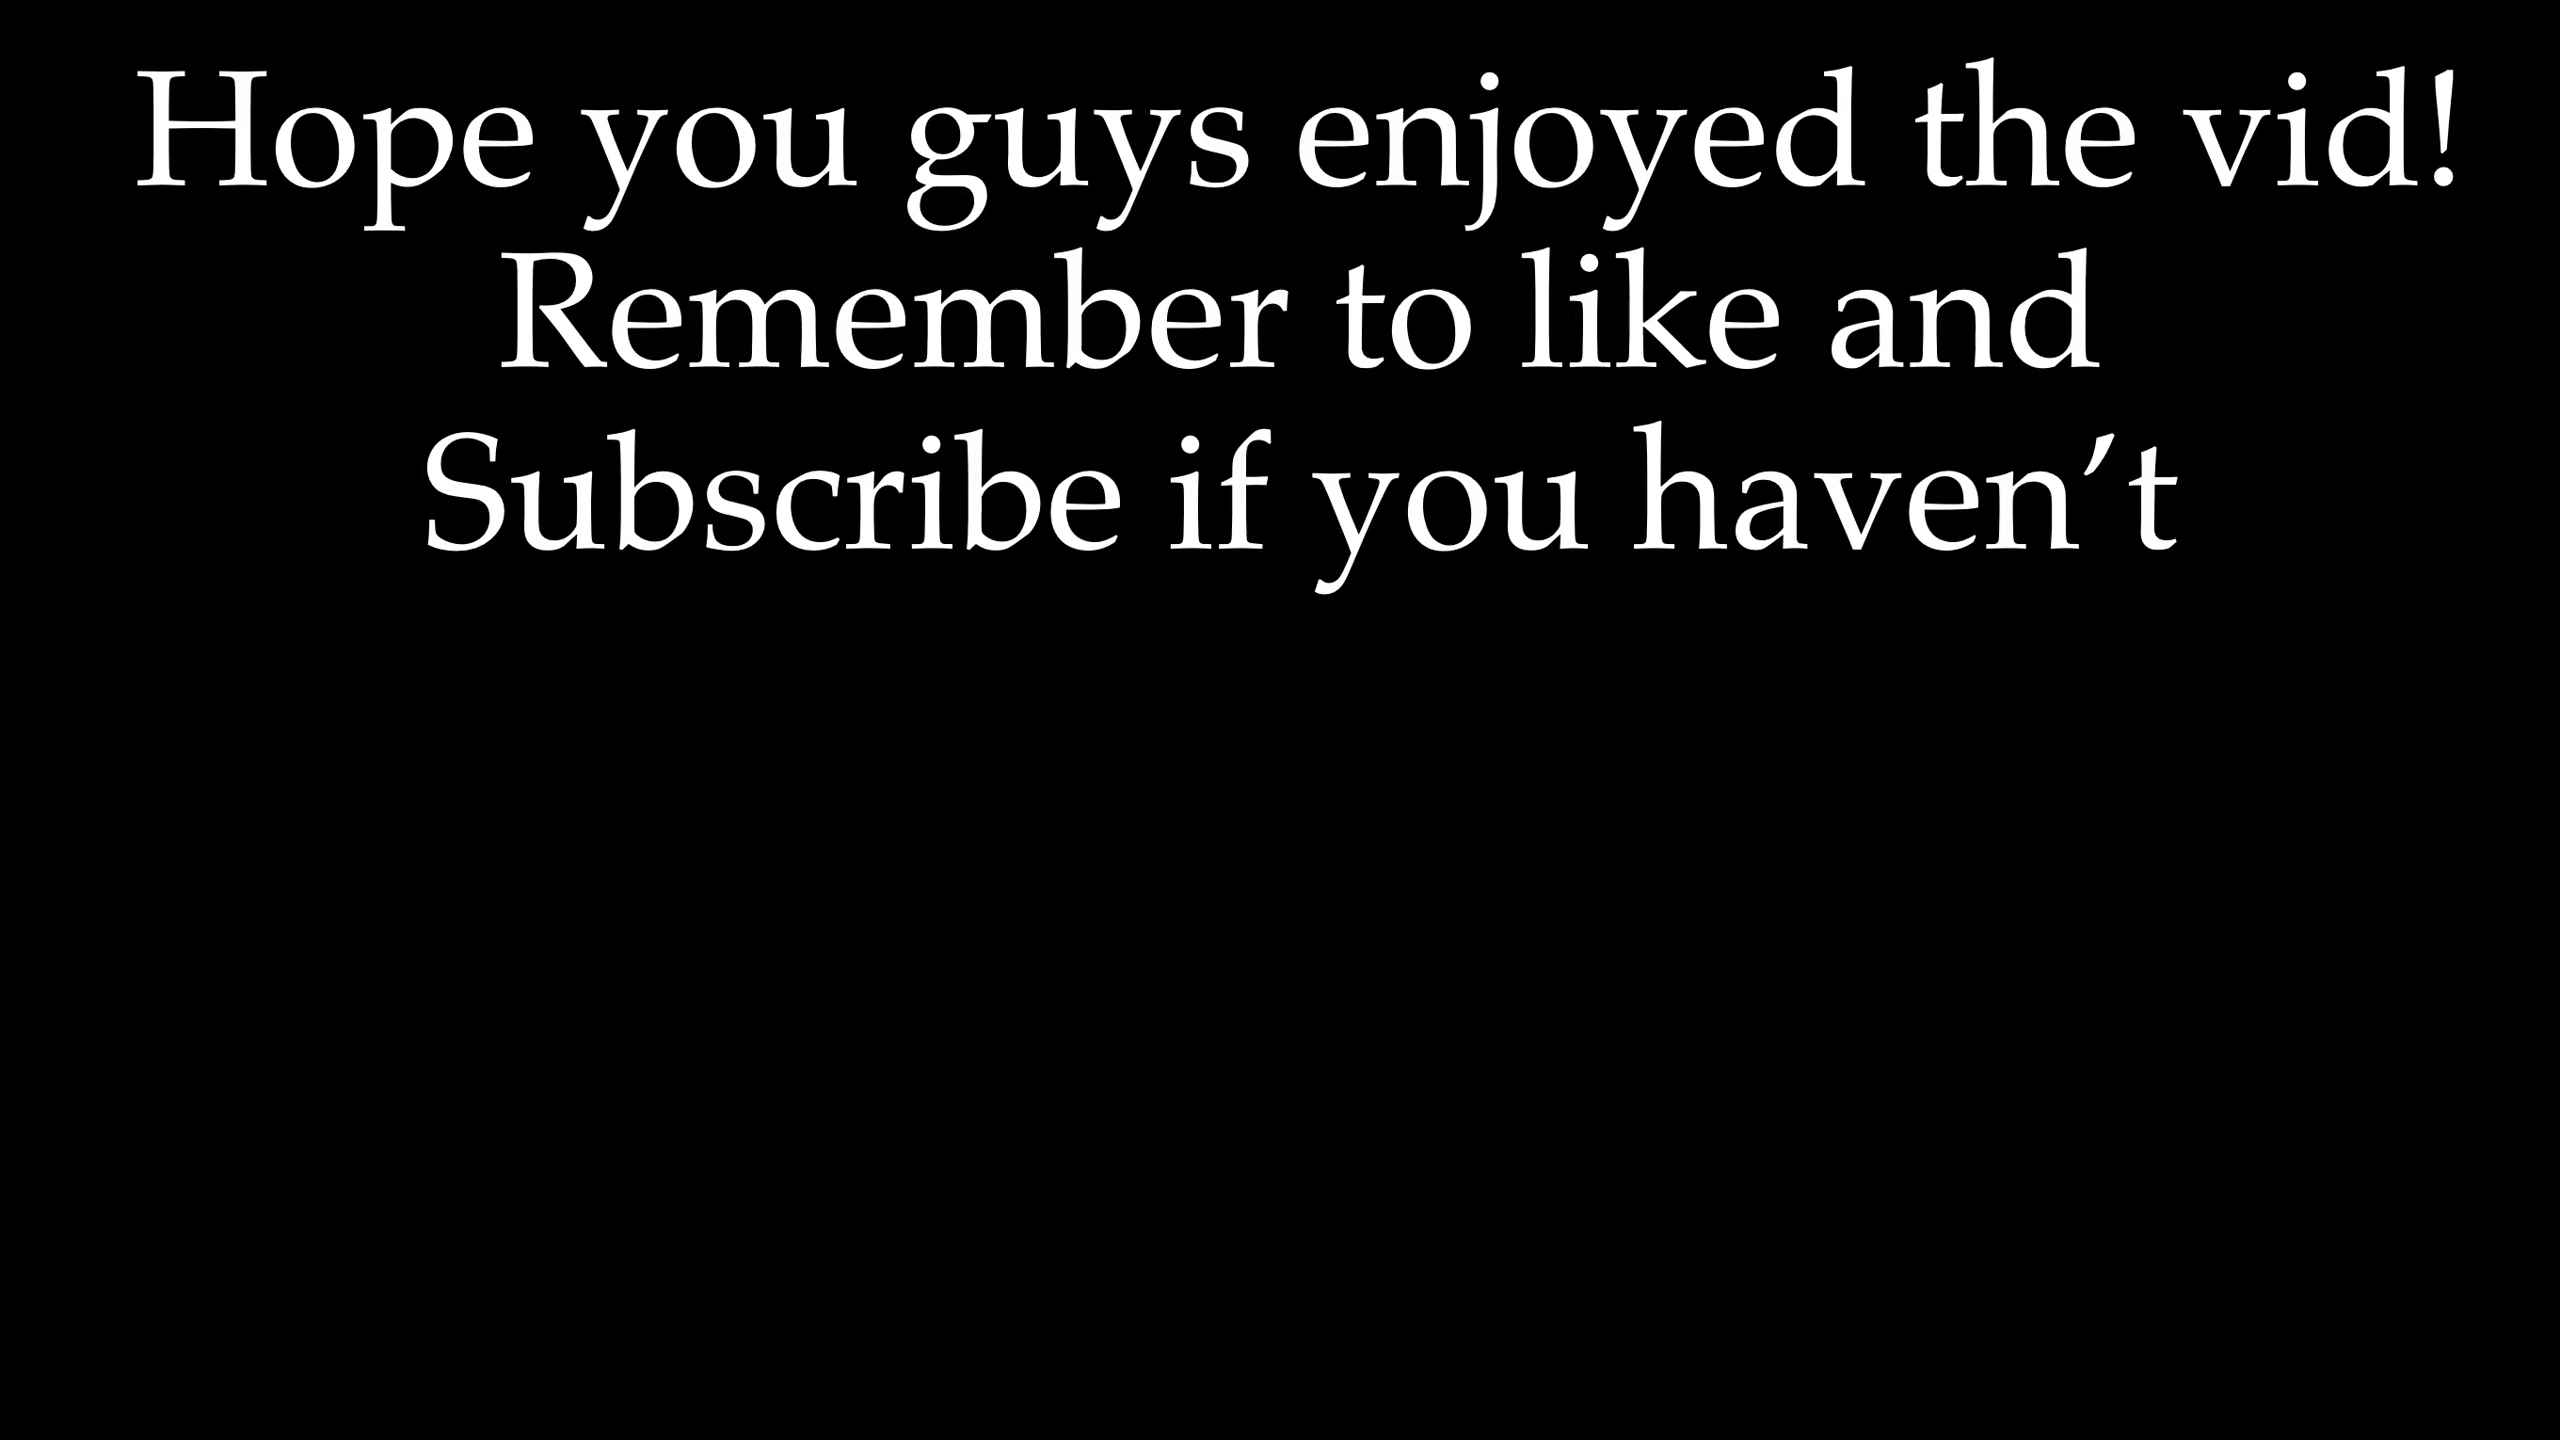 Hope you guys enjoyed the vid!
Remember to like and
Subscribe if you haven’t